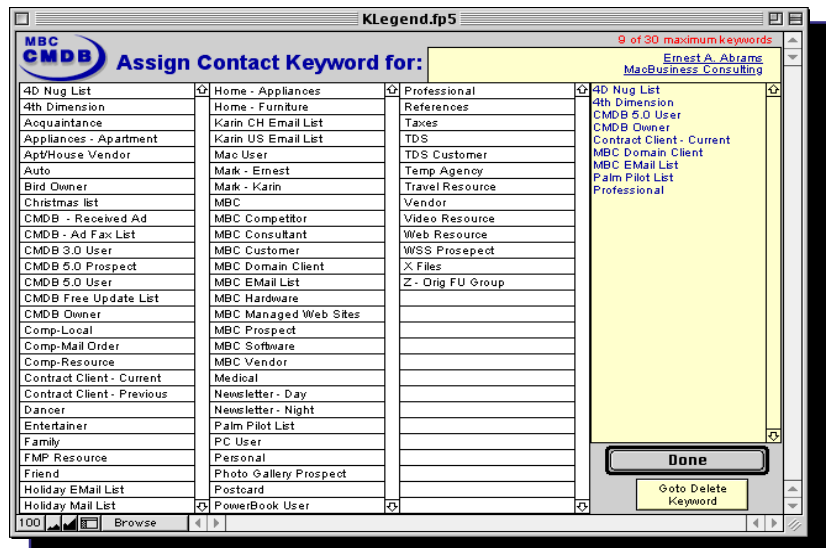 KLegend.fp5
MBC
CMDB
Assign Contact Keyword for:
9 of 30 maximum keywords
Ernest A. Abrams
MacBusiness Consulting
4D Nug List
4th Dimension
Acquaintance
Appliances - Apartment
Apt/House Vendor
Auto
Bird Owner
Christmas list
CMDB - Received Ad
CMDB - Ad Fax List
CMDB 3.0 User
CMDB 5.0 Prospect
CMDB 5.0 User
CMDB Free Update List
CMDB Owner
Comp-Local
Comp-Mail Order
Comp-Resource
Contract Client - Current
Contract Client - Previous
Dancer
Entertainer
Family
FMP Resource
Friend
Holiday EMail List
Holiday Mail List
Home - Appliances
Home - Furniture
Karin CH Email List
Karin US Email List
Mac User
Mark - Ernest
Mark - Karin
MBC
MBC Competitor
MBC Consultant
MBC Customer
MBC Domain Client
MBC EMail List
MBC Hardware
MBC Managed Web Sites
MBC Prospect
MBC Software
MBC Vendor
Medical
Newsletter - Day
Newsletter - Night
Palm Pilot List
PC User
Personal
Photo Gallery Prospect
Postcard
PowerBook User
Professional
References
Taxes
TDS
TDS Customer
Temp Agency
Travel Resource
Vendor
Video Resource
Web Resource
WSS Prosepect
X Files
Z - Orig FU Group
4D Nug List
4th Dimension
CMDB 5.0 User
CMDB Owner
Contract Client - Current
MBC Domain Client
MBC EMail List
Palm Pilot List
Professional
Done
Goto Delete
Keyword
100
Browse